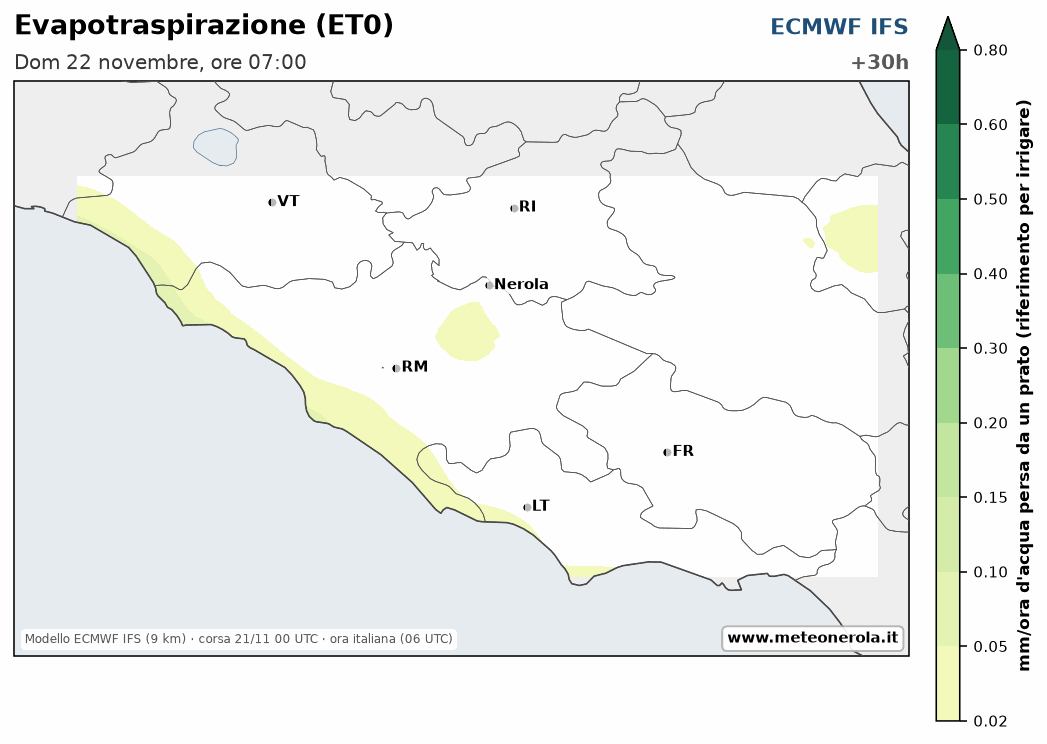 Evapotraspirazione (ET0)
ECMWF IFS
Dom 22 novembre, ore 07:00
+30h
VT
RI
Nerola
RM
FR
LT
Modello ECMWF IFS (9 km) · corsa 21/11 00 UTC · ora italiana (06 UTC)
www.meteonerola.it
0.80
0.60
0.50
0.40
0.30
0.20
0.15
0.10
0.05
0.02
mm/ora d'acqua persa da un prato (riferimento per irrigare)